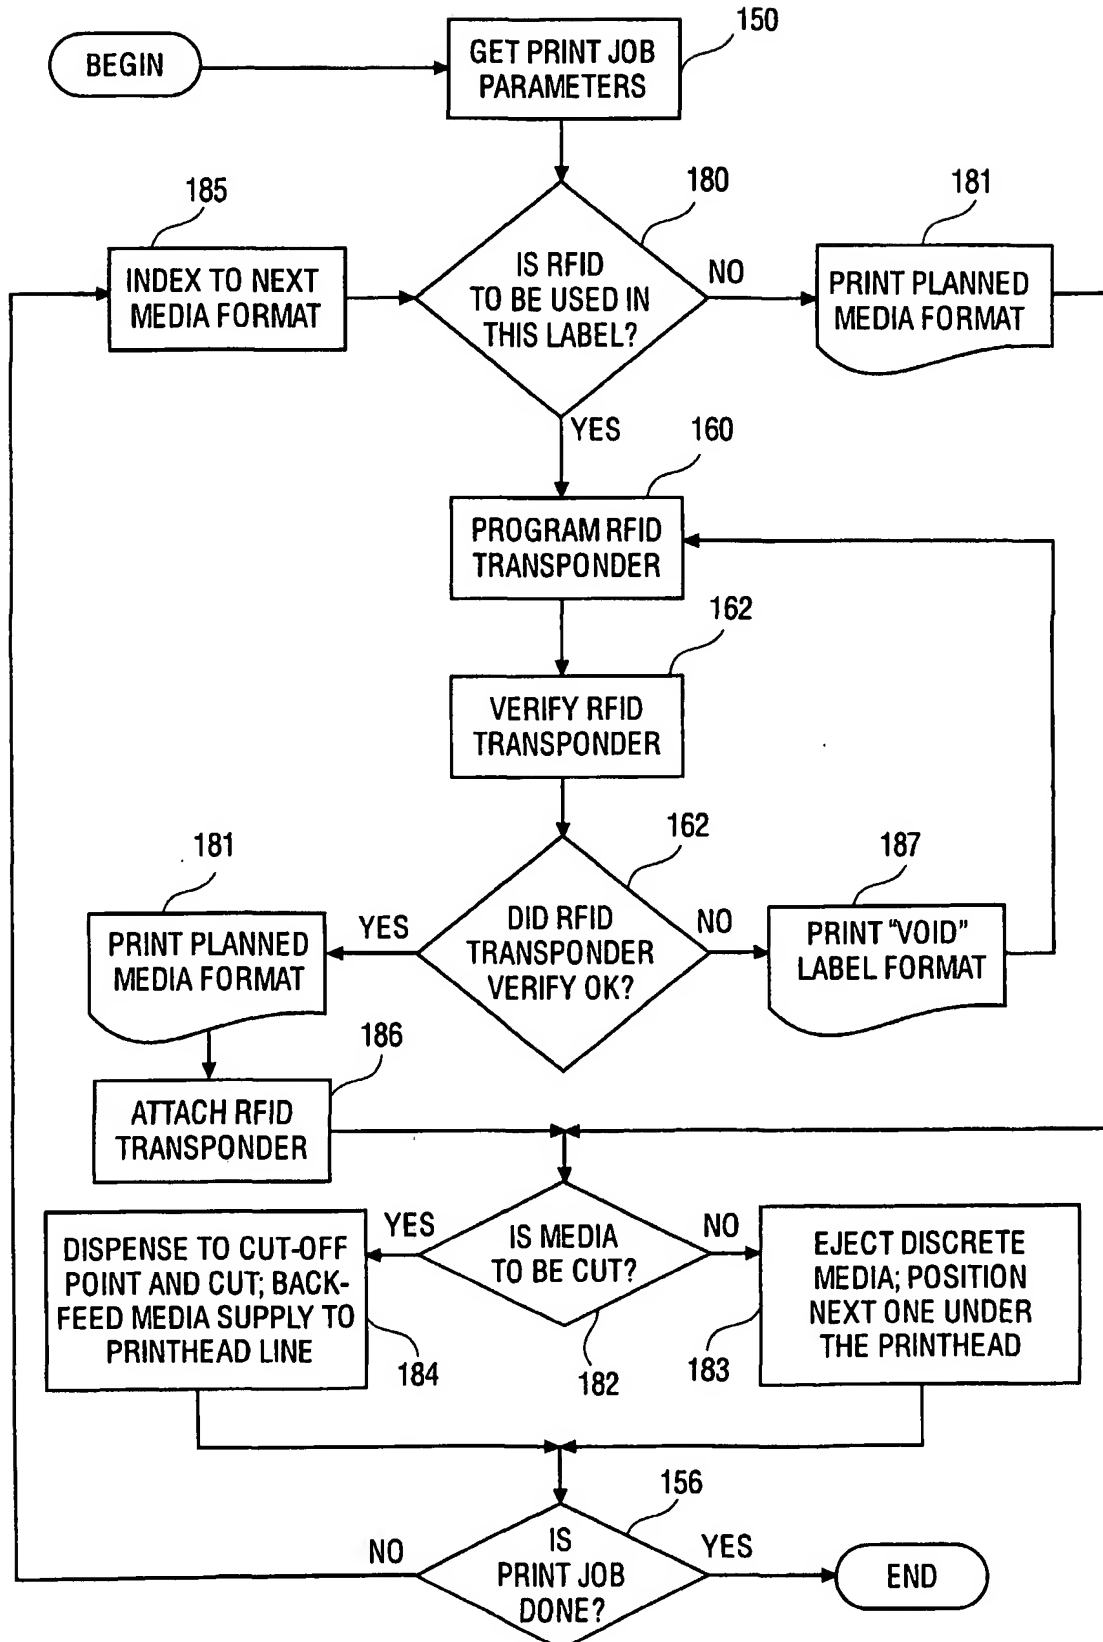 150
GET PRINT JOB
PARAMETERS
BEGIN
185
180
181
INDEX TO NEXT
MEDIA FORMAT
IS RFID
TO BE USED IN
THIS LABEL?
NO
PRINT PLANNED
MEDIA FORMAT
YES
160
PROGRAM RFID
TRANSPONDER
162
VERIFY RFID
TRANSPONDER
181
162
187
PRINT PLANNED
MEDIA FORMAT
YES
DID RFID
TRANSPONDER
VERIFY OK?
NO
PRINT “VOID”
LABEL FORMAT
186
ATTACH RFID
TRANSPONDER
DISPENSE TO CUT-OFF
POINT AND CUT; BACK-
FEED MEDIA SUPPLY TO
PRINTHEAD LINE
184
YES
IS MEDIA
TO BE CUT?
182
NO
EJECT DISCRETE
MEDIA; POSITION
NEXT ONE UNDER
THE PRINTHEAD
183
156
NO
IS
PRINT JOB
DONE?
YES
END